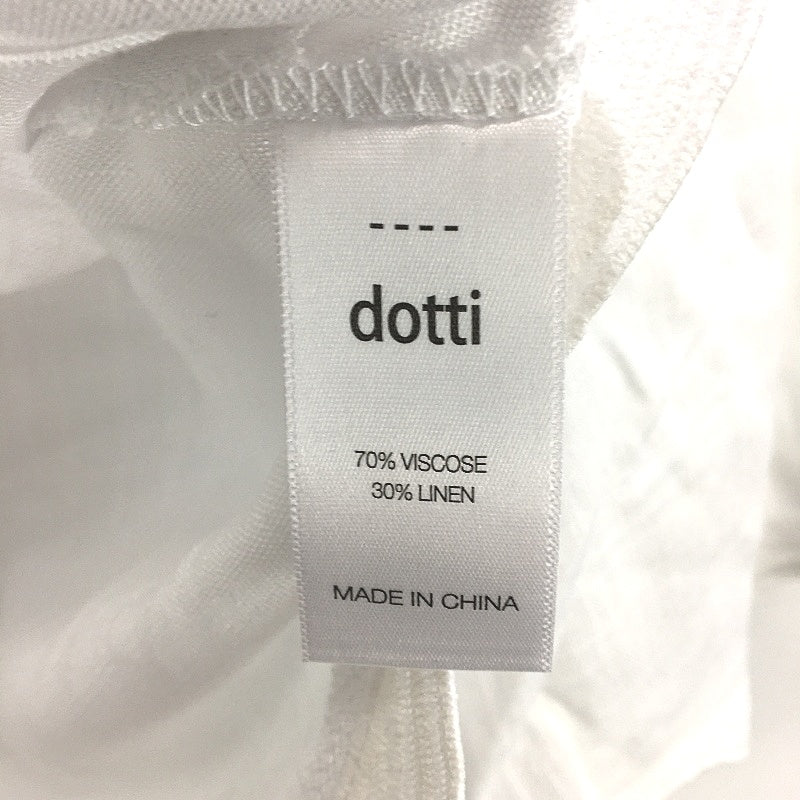 ----
dotti
70% VISCOSE
30% LINEN
MADE IN CHINA